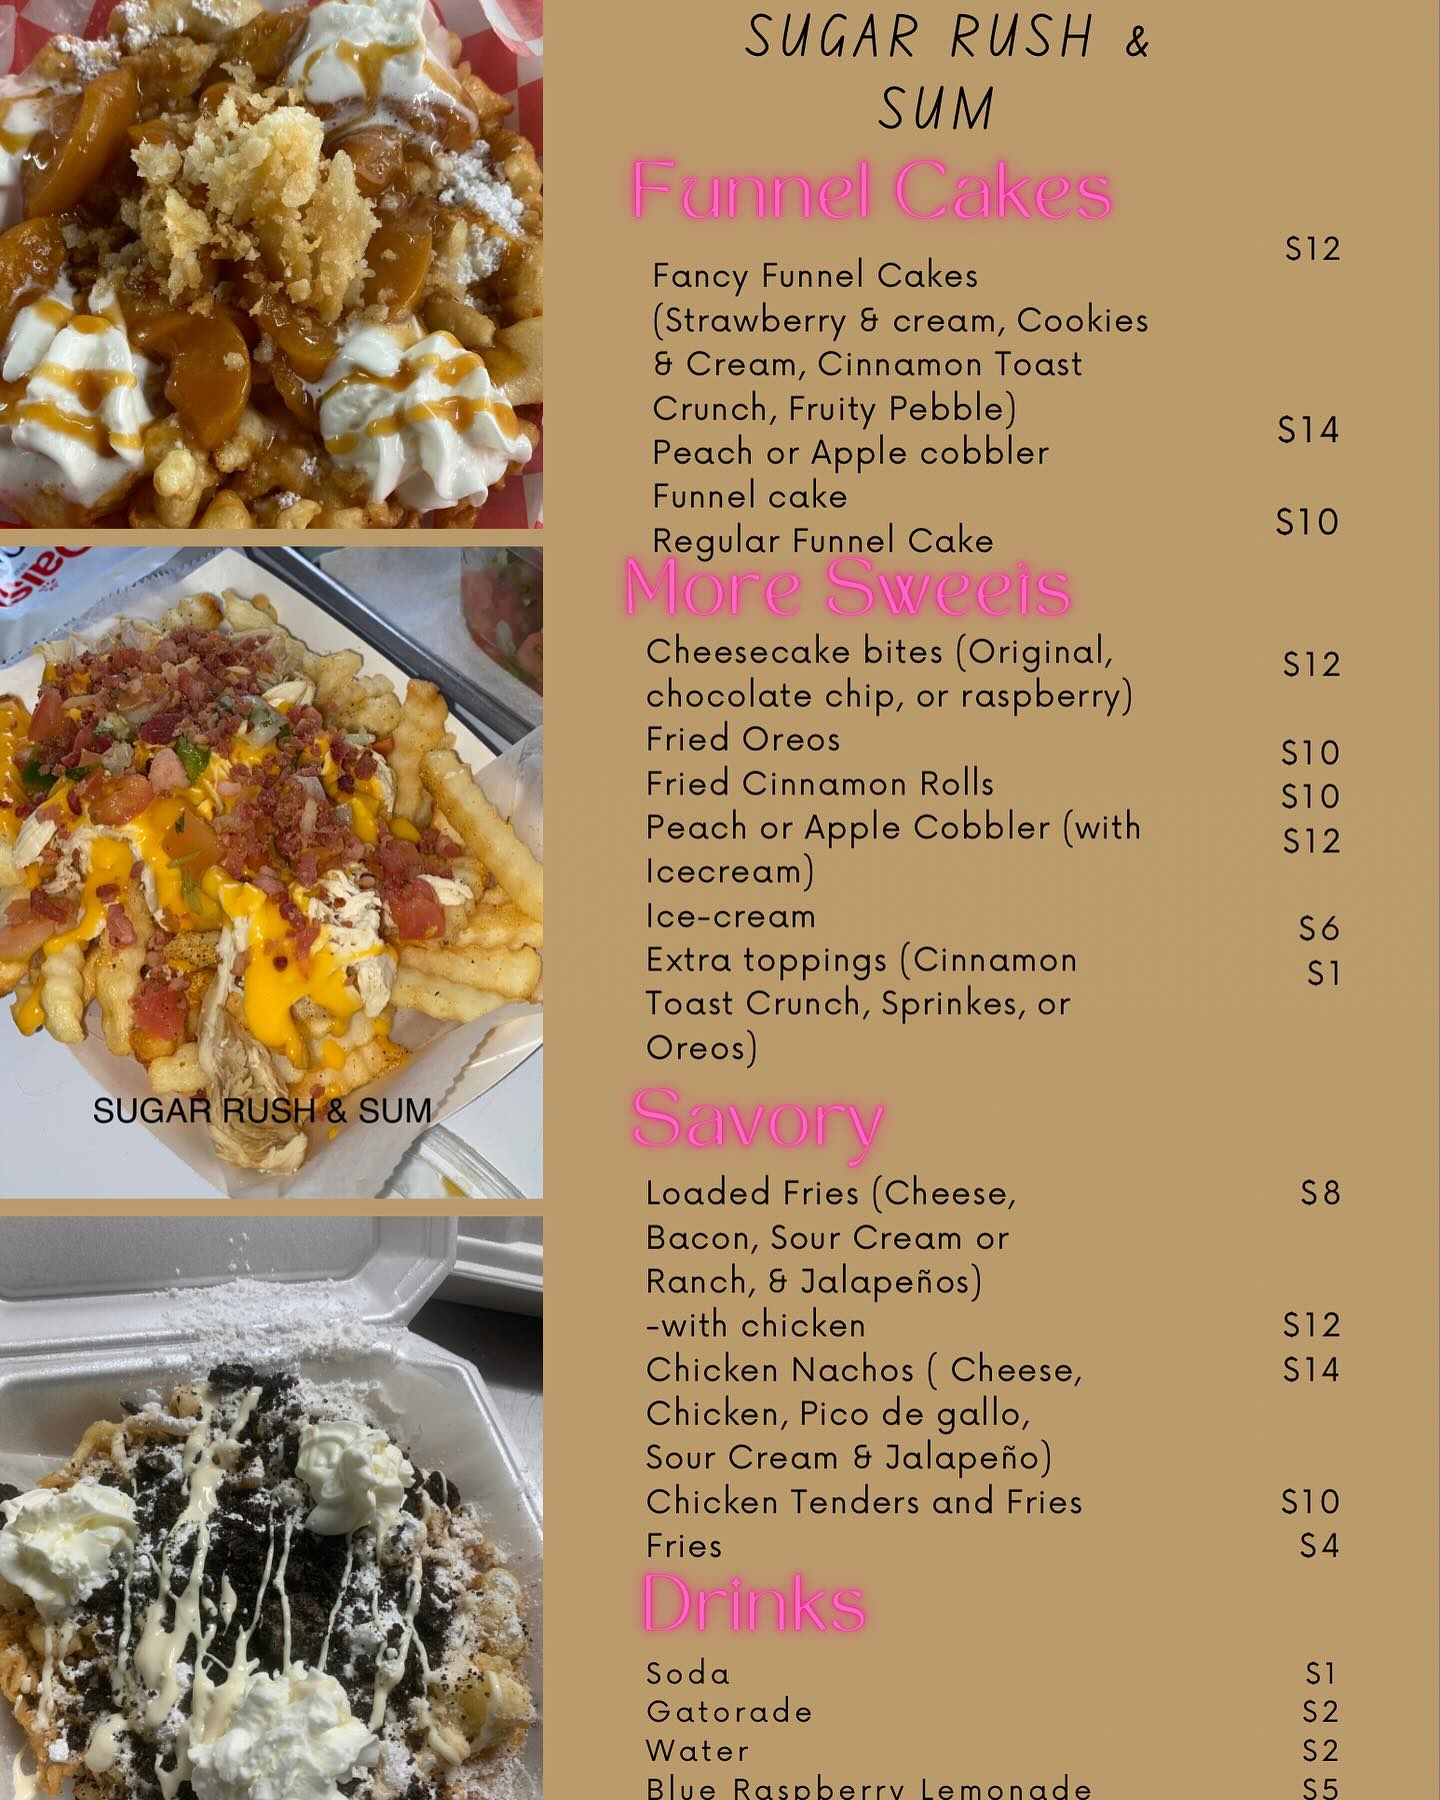 SUGAR RUSH &
SUM
Funnel Cakes
Fancy Funnel Cakes $12
(Strawberry & cream, Cookies
& Cream, Cinnamon Toast
Crunch, Fruity Pebble)
Peach or Apple cobbler $14
Funnel cake
Regular Funnel Cake $10
More Sweets
Cheesecake bites (Original, $12
chocolate chip, or raspberry)
Fried Oreos $10
Fried Cinnamon Rolls $10
Peach or Apple Cobbler (with $12
Icecream)
Ice-cream $6
Extra toppings (Cinnamon $1
Toast Crunch, Sprinkes, or
Oreos)
Savory
Loaded Fries (Cheese, $8
Bacon, Sour Cream or
Ranch, & Jalapeños)
-with chicken $12
Chicken Nachos ( Cheese, $14
Chicken, Pico de gallo,
Sour Cream & Jalapeño)
Chicken Tenders and Fries $10
Fries $4
Drinks
Soda $1
Gatorade $2
Water $2
Blue Raspberry Lemonade $5
SUGAR RUSH & SUM